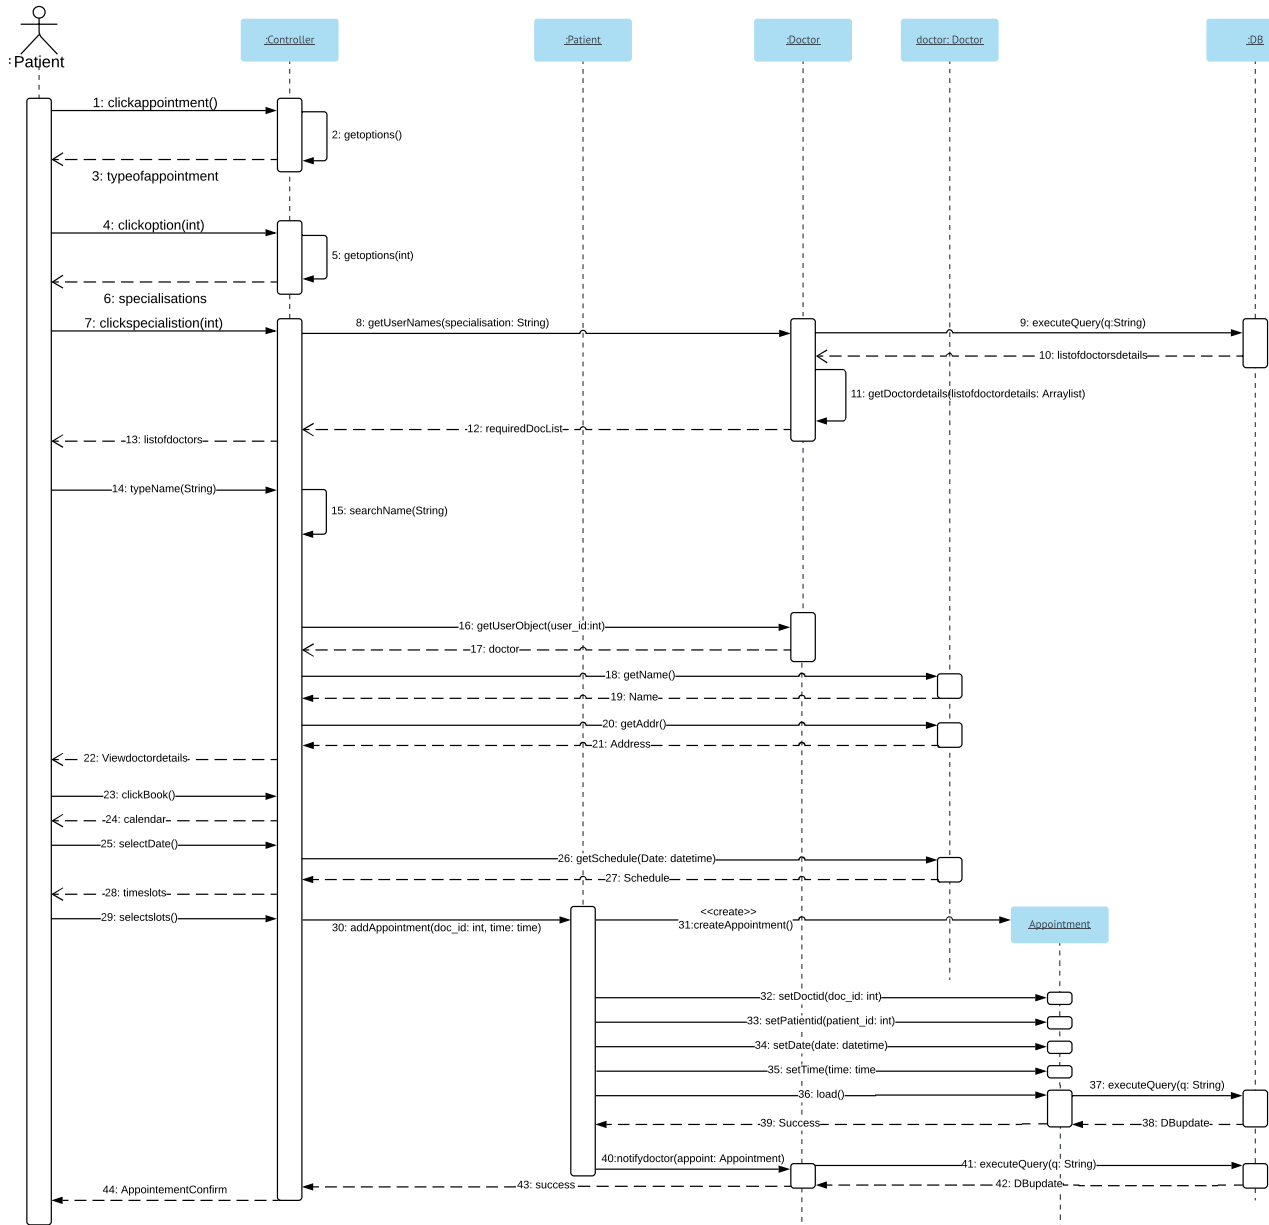 :Controller
:Patient
:Doctor
doctor: Doctor
:DB
:Patient
1: clickappointment()
2: getoptions()
3: typeofappointment
4: clickoption(int)
5: getoptions(int)
6: specialisations
7: clickspecialistion(int)
8: getUserNames(specialisation: String)
9: executeQuery(q:String)
10: listofdoctorsdetails
11: getDoctordetails(listofdoctordetails: Arraylist)
12: requiredDocList
13: listofdoctors
14: typeName(String)
15: searchName(String)
16: getUserObject(user_id:int)
17: doctor
18: getName()
19: Name
20: getAddr()
21: Address
22: Viewdoctordetails
23: clickBook()
24: calendar
25: selectDate()
26: getSchedule(Date: datetime)
27: Schedule
28: timeslots
29: selectslots()
30: addAppointment(doc_id: int, time: time)
<<create>>
31:createAppointment()
Appointment
32: setDoctid(doc_id: int)
33: setPatientid(patient_id: int)
34: setDate(date: datetime)
35: setTime(time: time
36: load()
37: executeQuery(q: String)
38: DBupdate
39: Success
40:notifydoctor(appoint: Appointment)
41: executeQuery(q: String)
42: DBupdate
43: success
44: AppointementConfirm